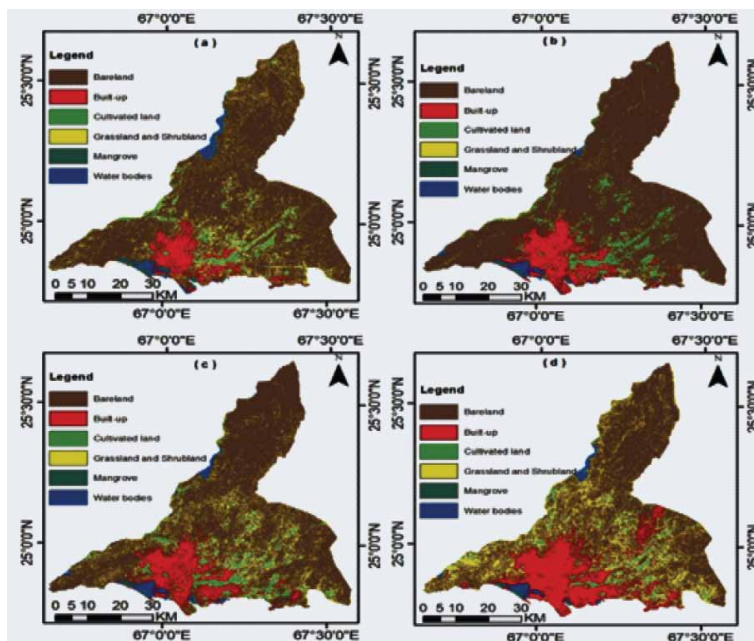 67°0'0"E
67°30'0"E
67°0'0"E
67°30'0"E
( a )
N
Legend
Bareland
Built-up
Cultivated land
Grassland and Shrubland
Mangrove
Water bodies
25°30'0"N
25°0'0"N
0 5 10 20 30
KM
( b )
N
Legend
Bareland
Built-up
Cultivated land
Grassland and Shrubland
Mangrove
Water bodies
25°30'0"N
25°0'0"N
0 5 10 20 30
KM
67°0'0"E
67°30'0"E
67°0'0"E
67°30'0"E
67°0'0"E
67°30'0"E
67°0'0"E
67°30'0"E
( c )
N
Legend
Bareland
Built-up
Cultivated land
Grassland and Shrubland
Mangrove
Water bodies
25°30'0"N
25°0'0"N
25°30'0"N
25°0'0"N
0 5 10 20 30
KM
( d )
N
Legend
Bareland
Built-up
Cultivated land
Grassland and Shrubland
Mangrove
Water bodies
25°30'0"N
25°0'0"N
0 5 10 20 30
KM
67°0'0"E
67°30'0"E
67°0'0"E
67°30'0"E